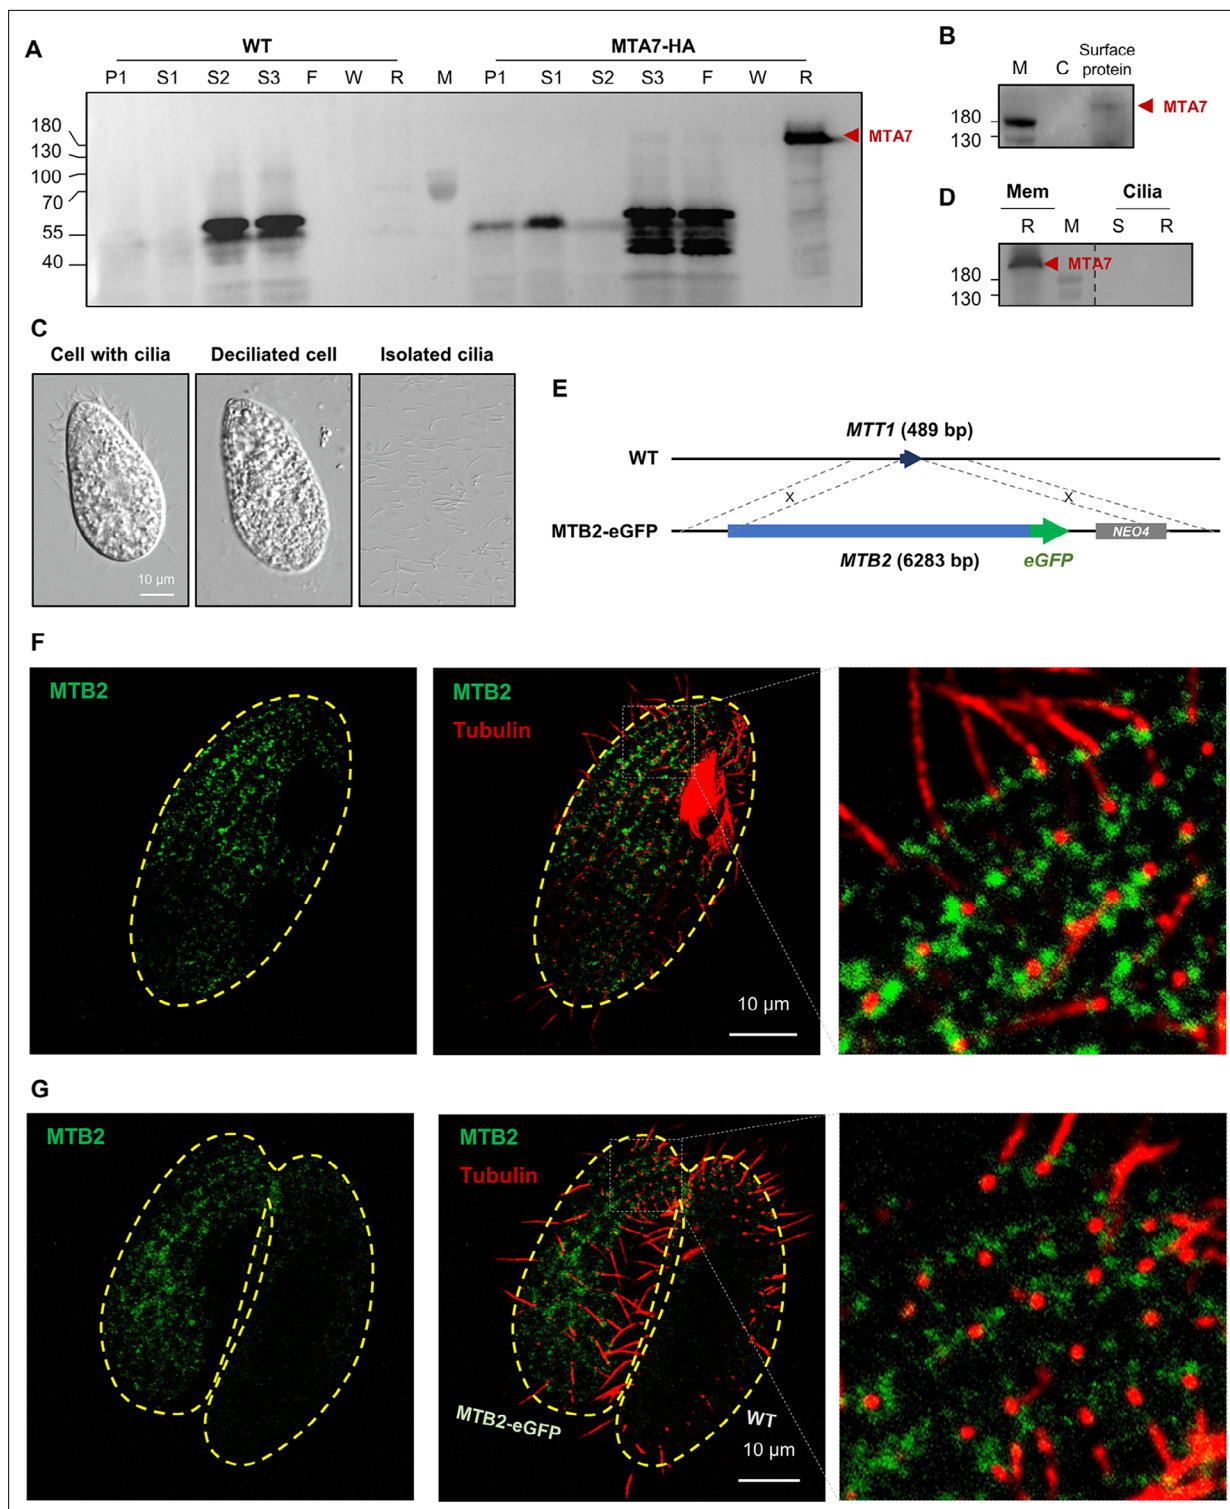 A
WT
MTA7-HA
P1 S1 S2 S3 F W R M P1 S1 S2 S3 F W R
180
130
100
70
55
40
MTA7
B
M C Surface
protein
180
130
MTA7
D
Mem Cilia
R M S R
MTA7
180
130
C
Cell with cilia Deciliated cell Isolated cilia
10 µm
E
MTT1 (489 bp)
WT
X X
MTB2-eGFP
NEO4
MTB2 (6283 bp) eGFP
F
MTB2
MTB2
Tubulin
10 µm
G
MTB2
MTB2
Tubulin
MTB2-eGFP
WT
10 µm